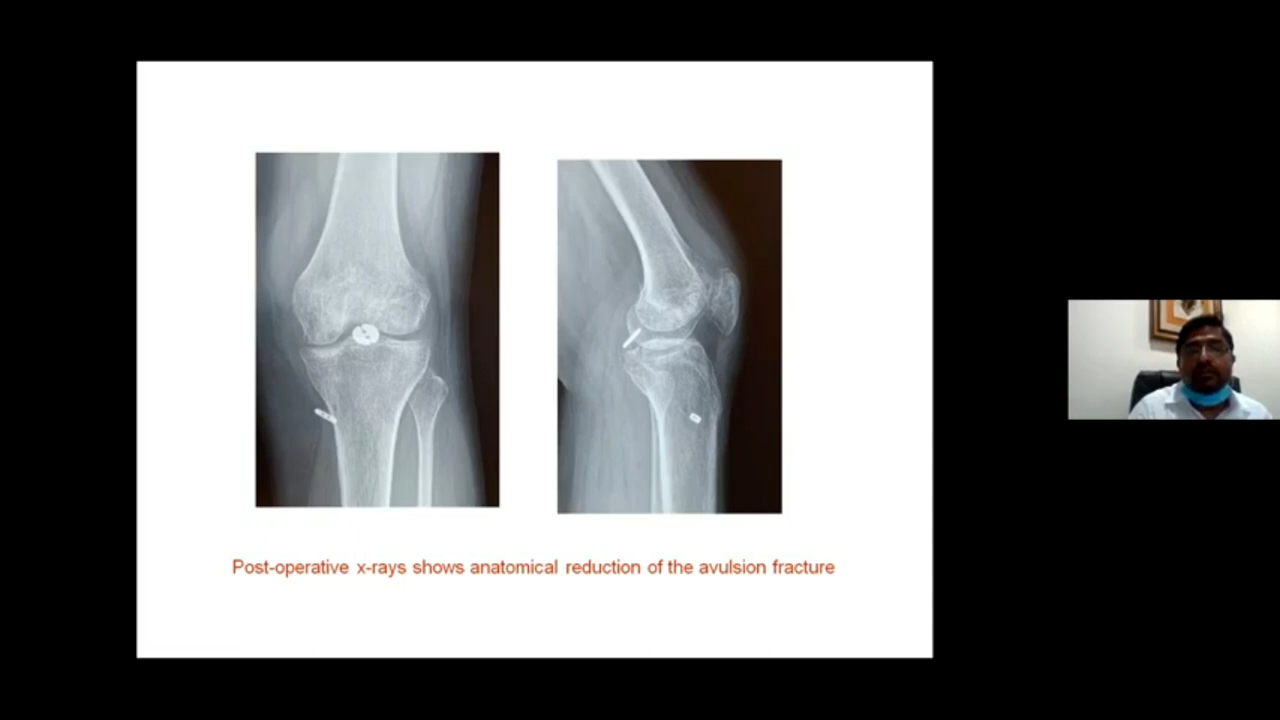 Post-operative x-rays shows anatomical reduction of the avulsion fracture